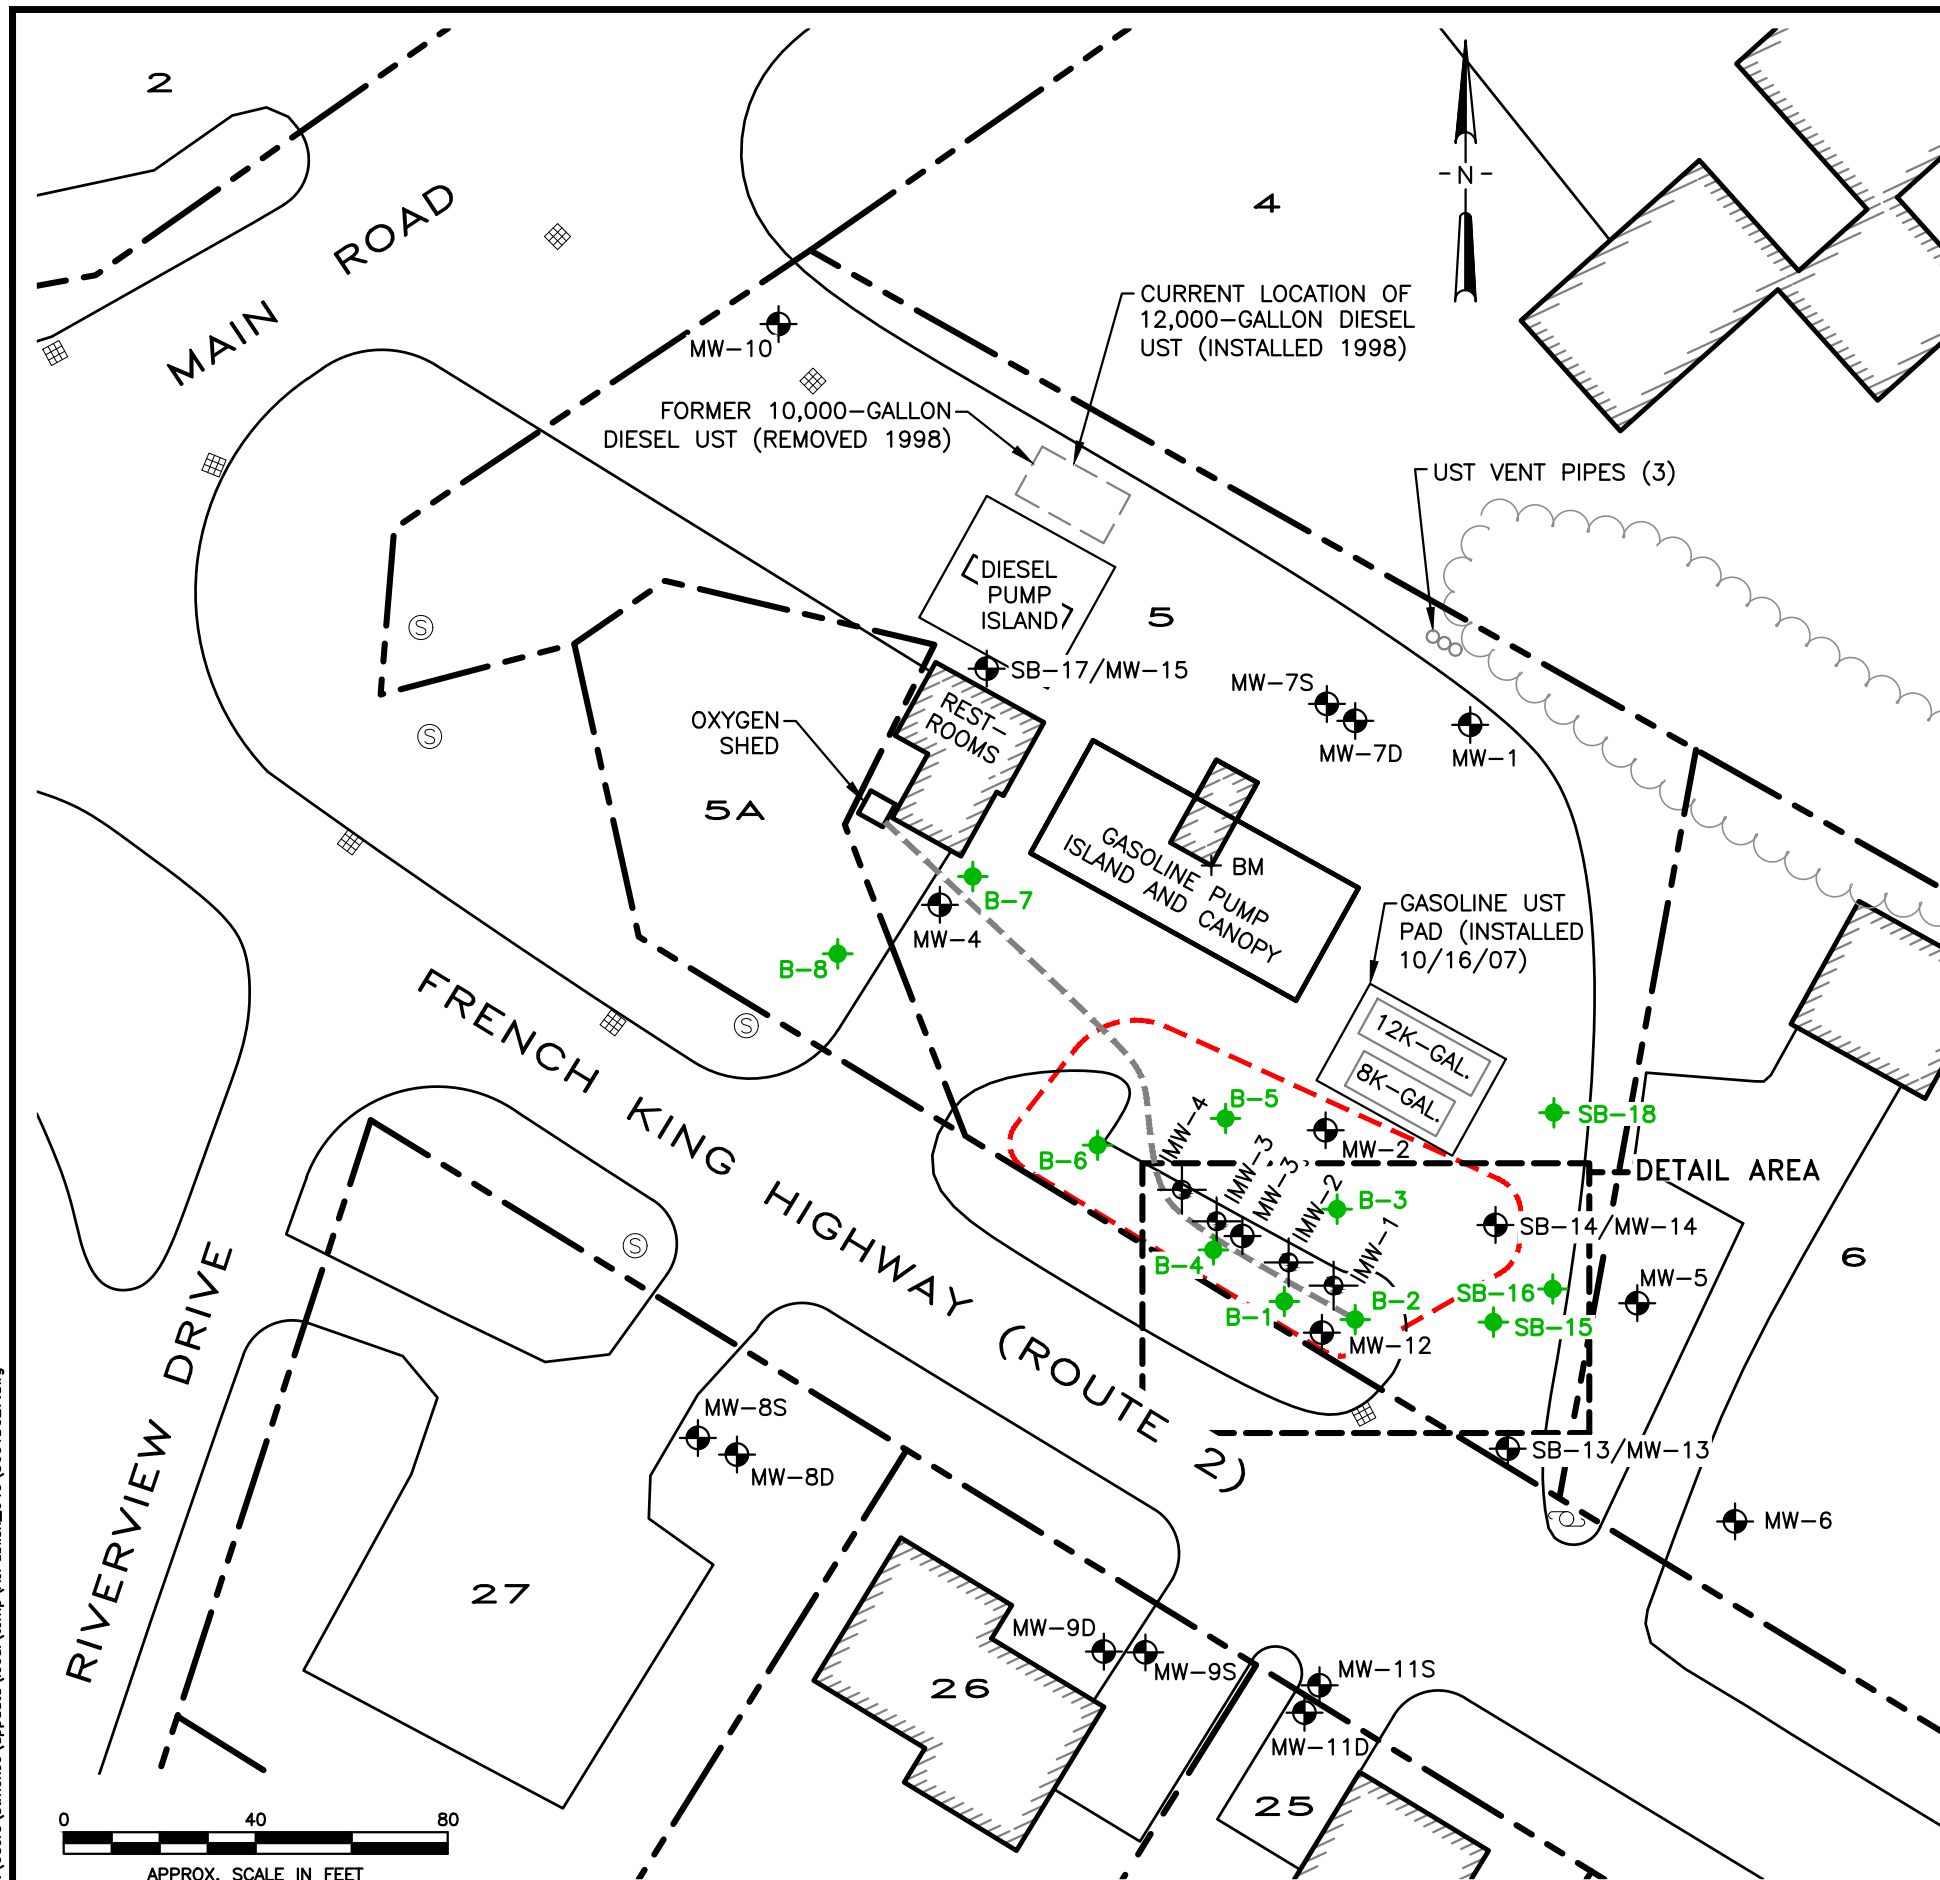 2
MAIN ROAD
4
N
CURRENT LOCATION OF
12,000-GALLON DIESEL
UST (INSTALLED 1998)
MW-10
FORMER 10,000-GALLON
DIESEL UST (REMOVED 1998)
UST VENT PIPES (3)
DIESEL
PUMP
ISLAND
5
S
SB-17/MW-15
MW-7S
MW-7D
MW-1
OXYGEN
SHED
REST-
ROOMS
S
5A
GASOLINE PUMP
ISLAND AND CANOPY
BM
B-7
MW-4
B-8
GASOLINE UST
PAD (INSTALLED
10/16/07)
12K-GAL.
8K-GAL.
S
FRENCH KING HIGHWAY (ROUTE 2)
B-5
IMW-4
MW-2
B-6
IMW-3
MW-3
IMW-2
B-3
IMW-1
SB-18
DETAIL AREA
SB-14/MW-14
6
B-4
B-1
B-2
MW-12
SB-16
SB-15
MW-5
S
RIVERVIEW DRIVE
MW-8S
MW-8D
SB-13/MW-13
MW-6
27
MW-9D
MW-9S
26
MW-11S
MW-11D
25
0 40 80
APPROX. SCALE IN FEET